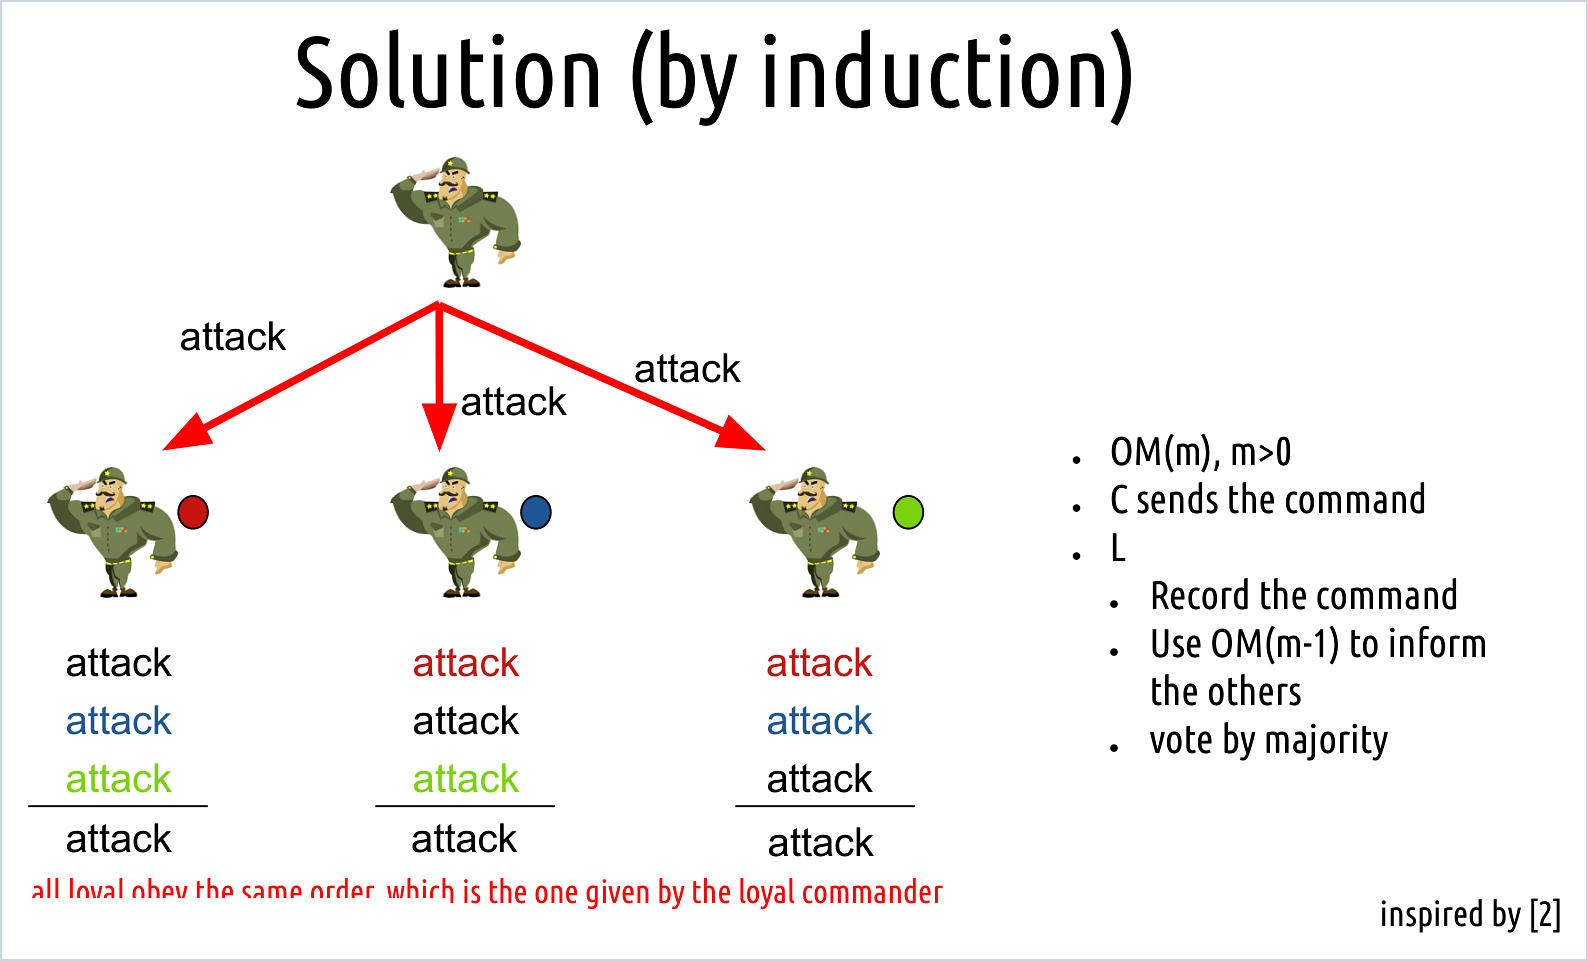 Solution (by induction)
attack
attack
attack
attack attack attack
attack attack attack
attack attack attack
attack attack attack
all loyal obey the same order, which is the one given by the loyal commander
• OM(m), m>0
• C sends the command
• L
• Record the command
• Use OM(m-1) to inform
the others
• vote by majority
inspired by [2]